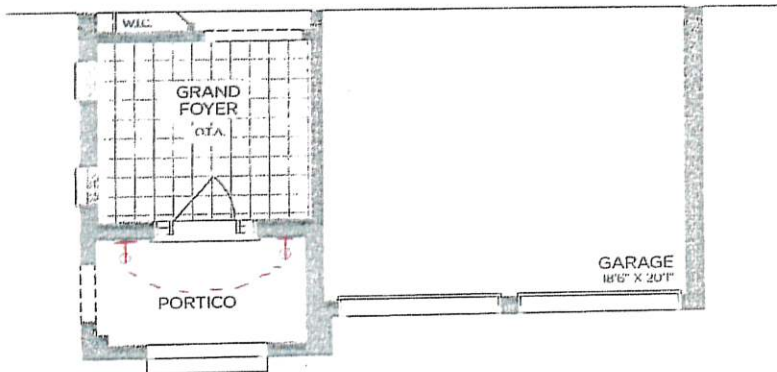 W.I.C.
GRAND
FOYER
O.T.A.
GARAGE
18'6" X 20'1"
PORTICO